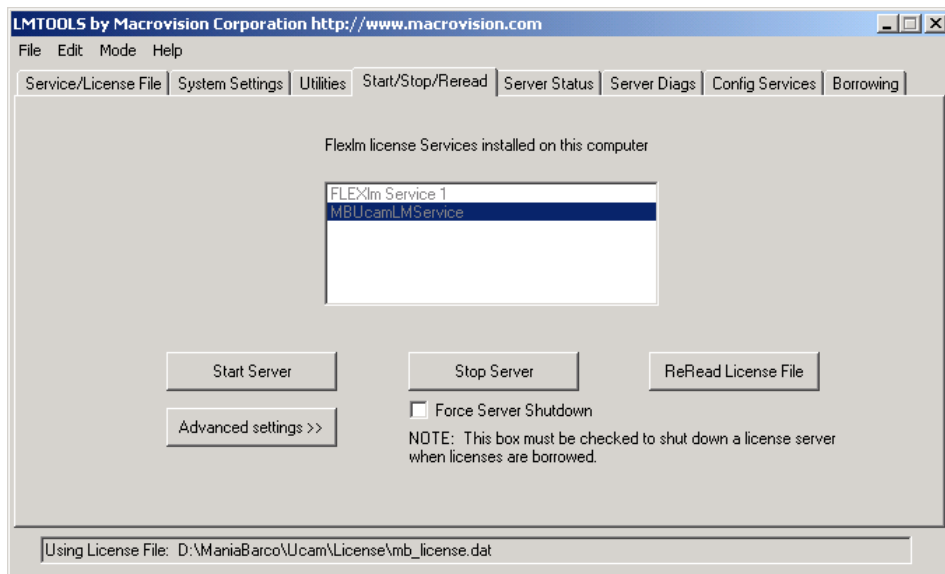 LMTOOLS by Macrovision Corporation http://www.macrovision.com
File Edit Mode Help
Service/License File System Settings Utilities Start/Stop/Reread Server Status Server Diags Config Services Borrowing
Flexlm license Services installed on this computer
FLEXlm Service 1
MBUcamLMService
Start Server Stop Server ReRead License File
Force Server Shutdown
Advanced settings >>
NOTE: This box must be checked to shut down a license server
when licenses are borrowed.
Using License File: D:\ManiaBarco\Ucam\License\mb_license.dat